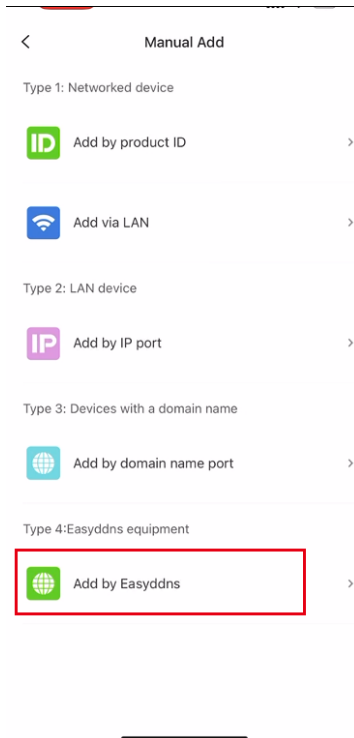 Manual Add
Type 1: Networked device
ID Add by product ID
Add via LAN
Type 2: LAN device
IP Add by IP port
Type 3: Devices with a domain name
Add by domain name port
Type 4:Easyddns equipment
Add by Easyddns